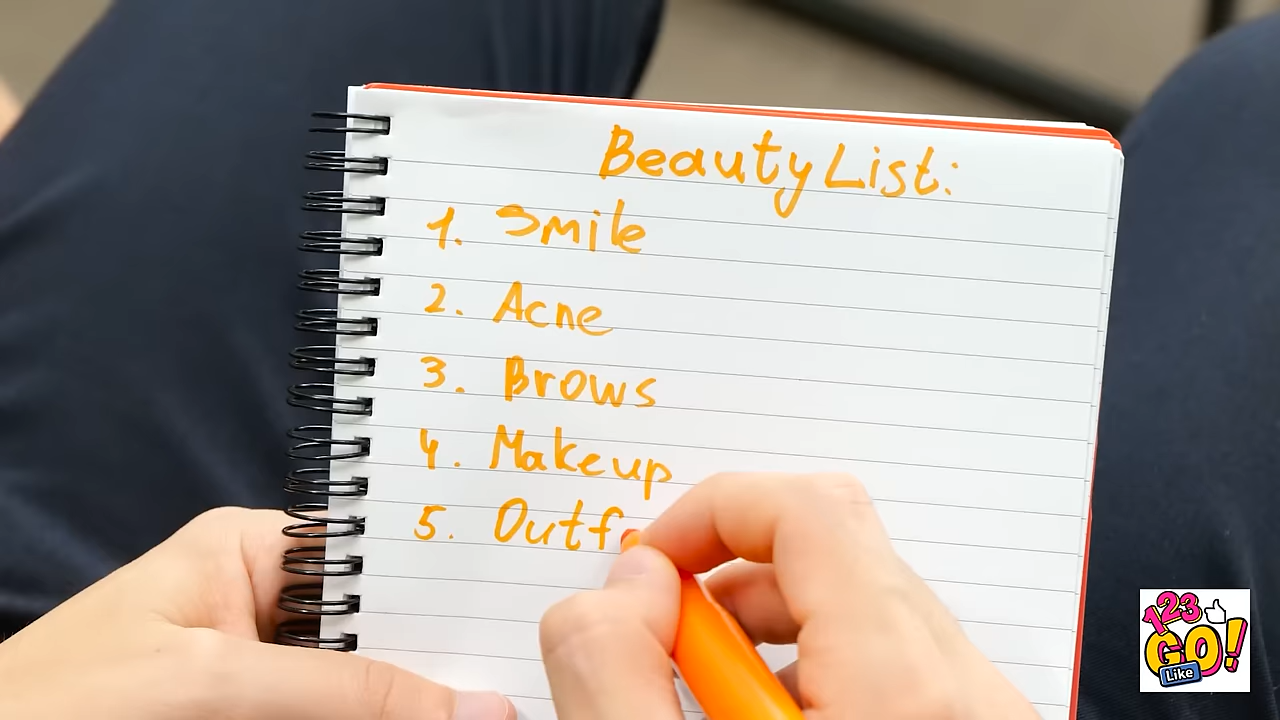 Beauty List:
1. Smile
2. Acne
3. Brows
4. Makeup
5. Outf
123
GO!
Like